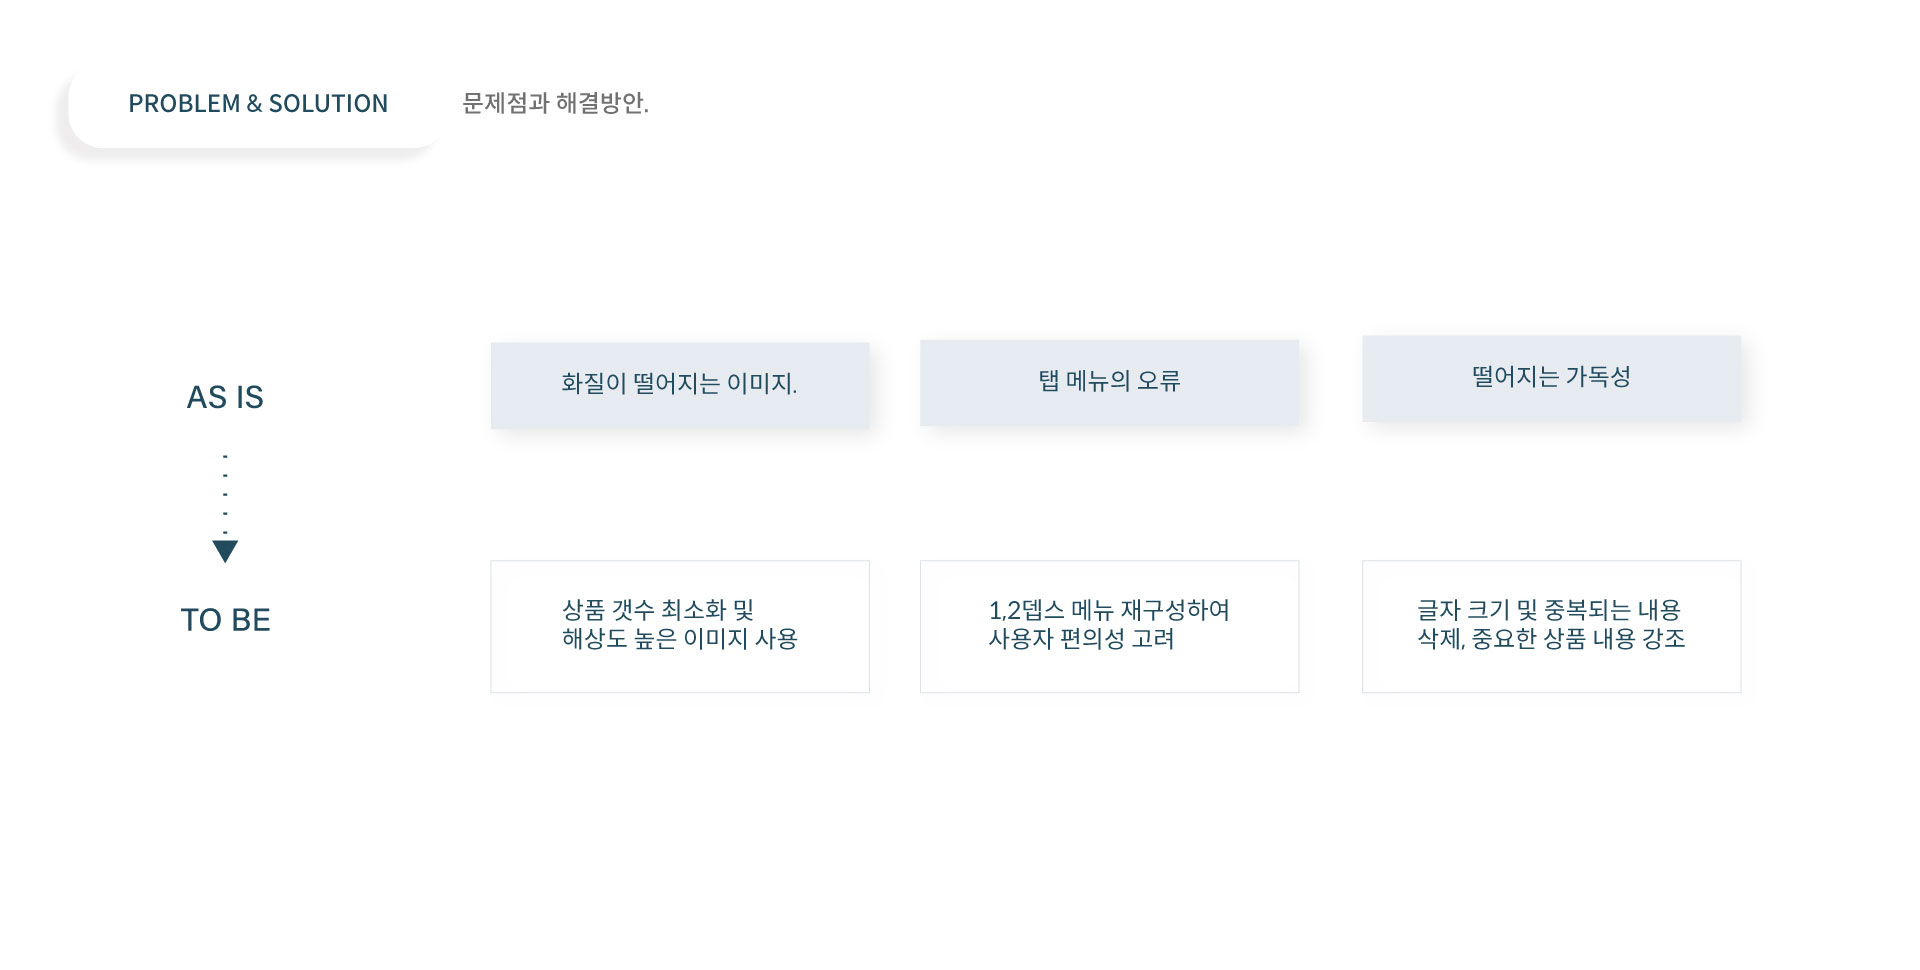 PROBLEM & SOLUTION
문제점과 해결방안.
AS IS
화질이 떨어지는 이미지.
탭 메뉴의 오류
떨어지는 가독성
TO BE
상품 갯수 최소화 및
해상도 높은 이미지 사용
1,2뎁스 메뉴 재구성하여
사용자 편의성 고려
글자 크기 및 중복되는 내용
삭제, 중요한 상품 내용 강조